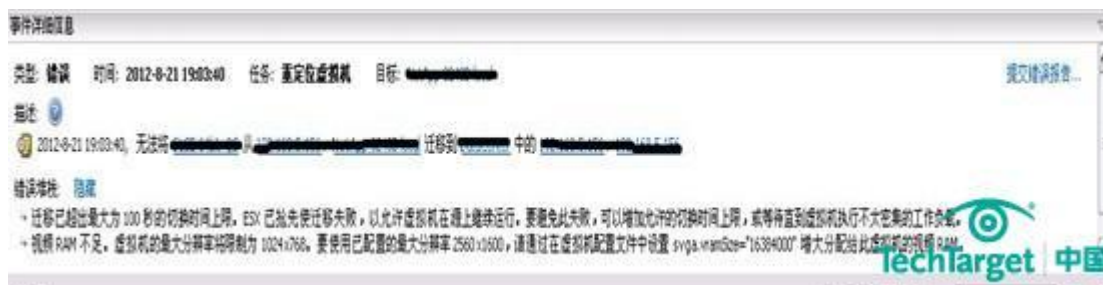 事件详细信息
类型: 错误 时间: 2012-8-21 19:03:40 任务: 重定位虚拟机 目标:
提交错误报告...
描述
2012-8-21 19:03:40, 无法将 从 迁移到 中的
错误堆栈 隐藏
迁移已超出最大为 100 秒的切换时间上限。ESX 已抢先使迁移失败，以允许虚拟机在源上继续运行。要避免此失败，可以增加允许的切换时间上限，或等待直到虚拟机执行不太密集的工作负载。
视频 RAM 不足。虚拟机的最大分辨率将限制为 1024x768。要使用已配置的最大分辨率 2560x1600，请通过在虚拟机配置文件中设置 svga.vramSize="16384000" 增大分配给此虚拟机的视频 RAM。
TechTarget 中国